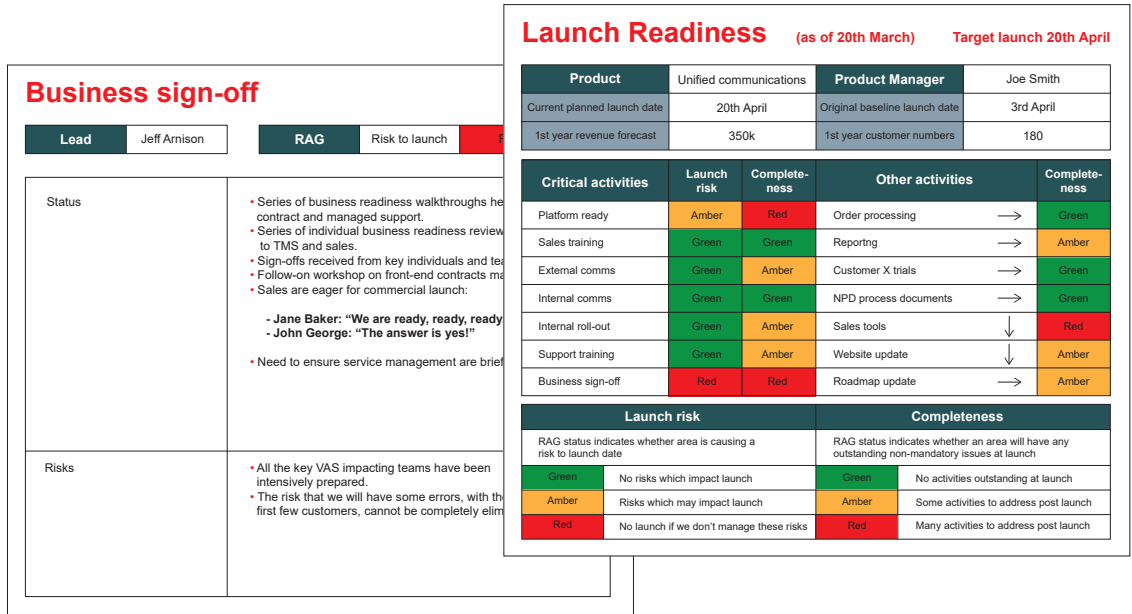 Business sign-off
Lead
Jeff Arnison
RAG
Risk to launch
Status
• Series of business readiness walkthroughs
contract and managed support.
• Series of individual business readiness
to TMS and sales.
• Sign-offs received from key individuals and
• Follow-on workshop on front-end contracts
• Sales are eager for commercial launch:
- Jane Baker: “We are ready, ready, ready
- John George: “The answer is yes!”
• Need to ensure service management are
Risks
• All the key VAS impacting teams have been
intensively prepared.
• The risk that we will have some errors, with
first few customers, cannot be completely
Launch Readiness (as of 20th March) Target launch 20th April
Product Unified communications Product Manager Joe Smith
Current planned launch date 20th April Original baseline launch date 3rd April
1st year revenue forecast 350k 1st year customer numbers 180
Critical activities Launch risk Complete-ness Other activities Complete-ness
Platform ready Amber Red Order processing → Green
Sales training Green Green Reportng → Amber
External comms Green Amber Customer X trials → Green
Internal comms Green Green NPD process documents → Green
Internal roll-out Green Amber Sales tools ↓ Red
Support training Green Amber Website update ↓ Amber
Business sign-off Red Red Roadmap update → Amber
Launch risk Completeness
RAG status indicates whether area is causing a
risk to launch date
RAG status indicates whether an area will have any
outstanding non-mandatory issues at launch
Green No risks which impact launch Green No activities outstanding at launch
Amber Risks which may impact launch Amber Some activities to address post launch
Red No launch if we don’t manage these risks Red Many activities to address post launch